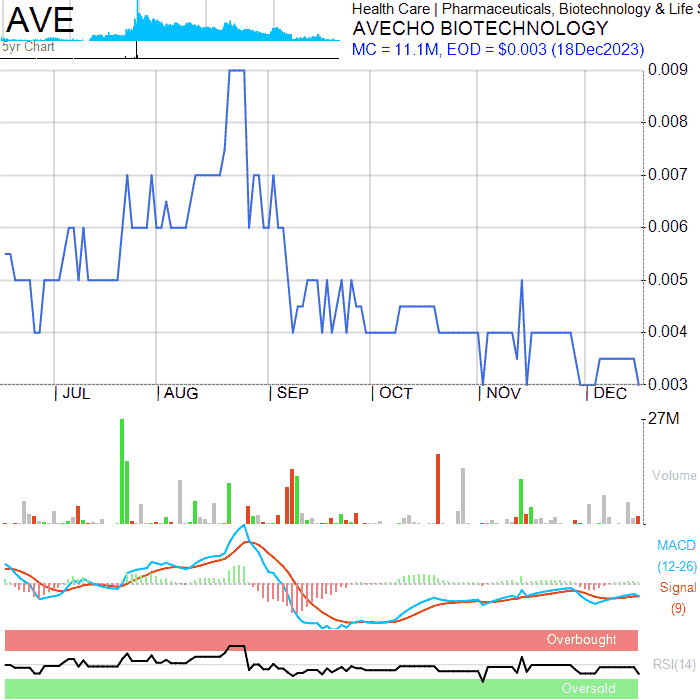 AVE
5yr Chart
Health Care | Pharmaceuticals, Biotechnology & Life S
AVECHO BIOTECHNOLOGY
MC = 11.1M, EOD = $0.003 (18Dec2023)
0.009
0.008
0.007
0.006
0.005
0.004
0.003
JUL AUG SEP OCT NOV DEC
27M
Volume
MACD
(12-26)
Signal
(9)
Overbought
RSI(14)
Oversold